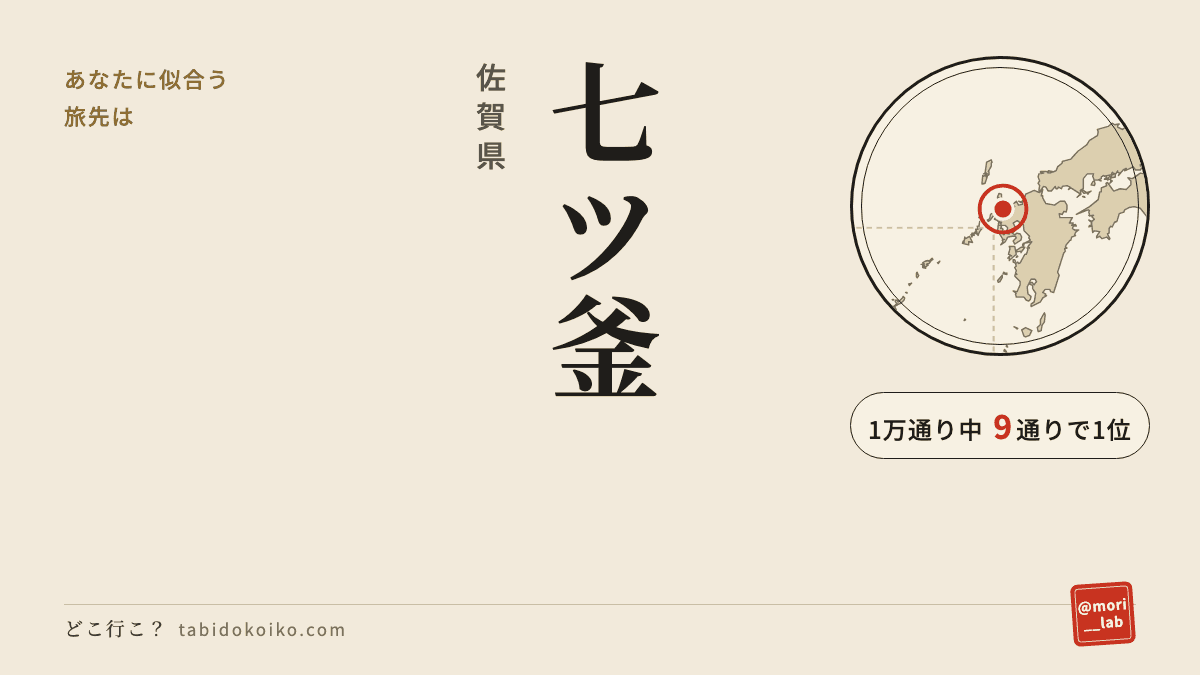 あなたに似合う
旅先は
七ツ釜
佐賀県
1万通り中 9通りで1位
どこ行こ？ tabidokoiko.com
@mori
__lab